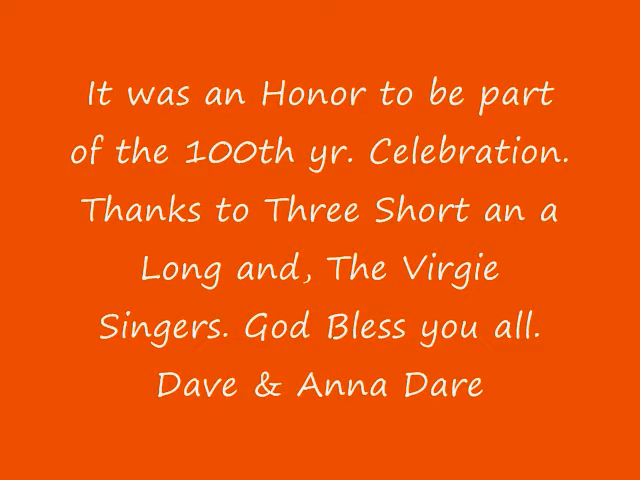 It was an Honor to be part
of the 100th yr. Celebration.
Thanks to Three Short an a
Long and, The Virgie
Singers. God Bless you all.
Dave & Anna Dare